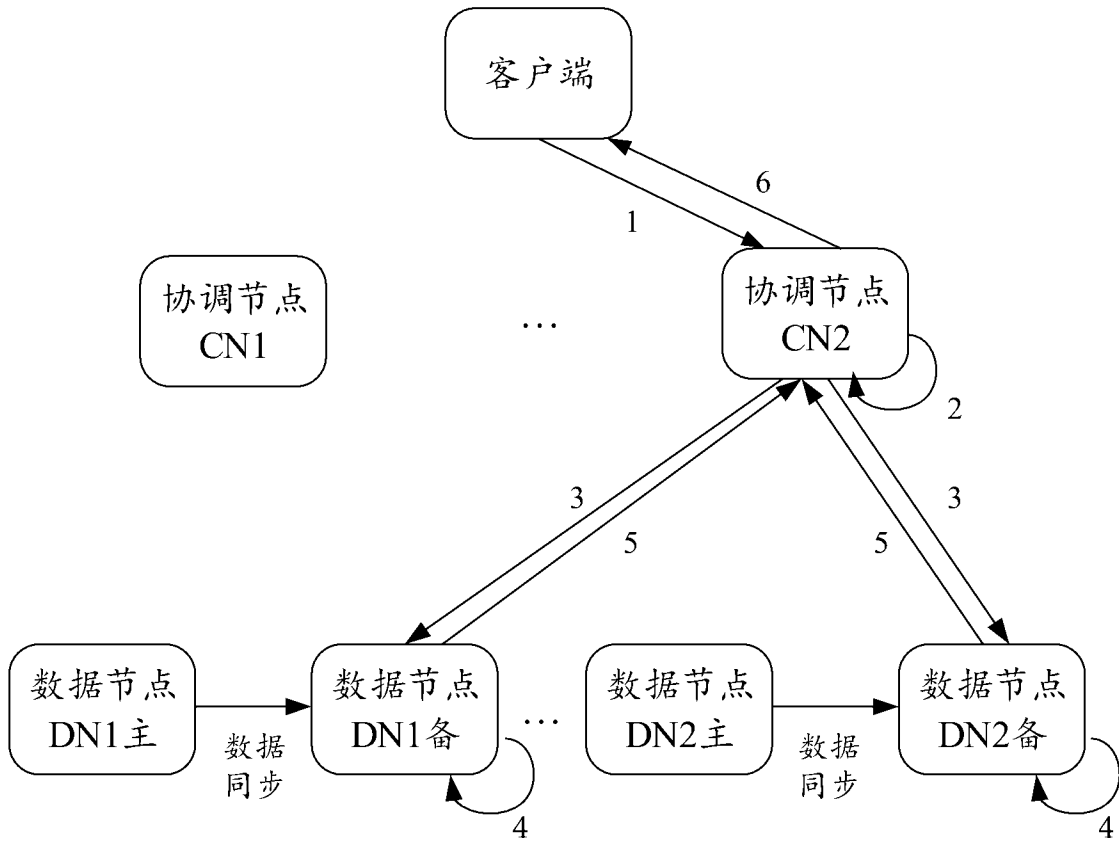 客户端
6
1
协调节点
CN1
…
协调节点
CN2
2
3
5
3
5
数据节点
DN1主
数据
同步
数据节点
DN1备
4
…
数据节点
DN2主
数据
同步
数据节点
DN2备
4